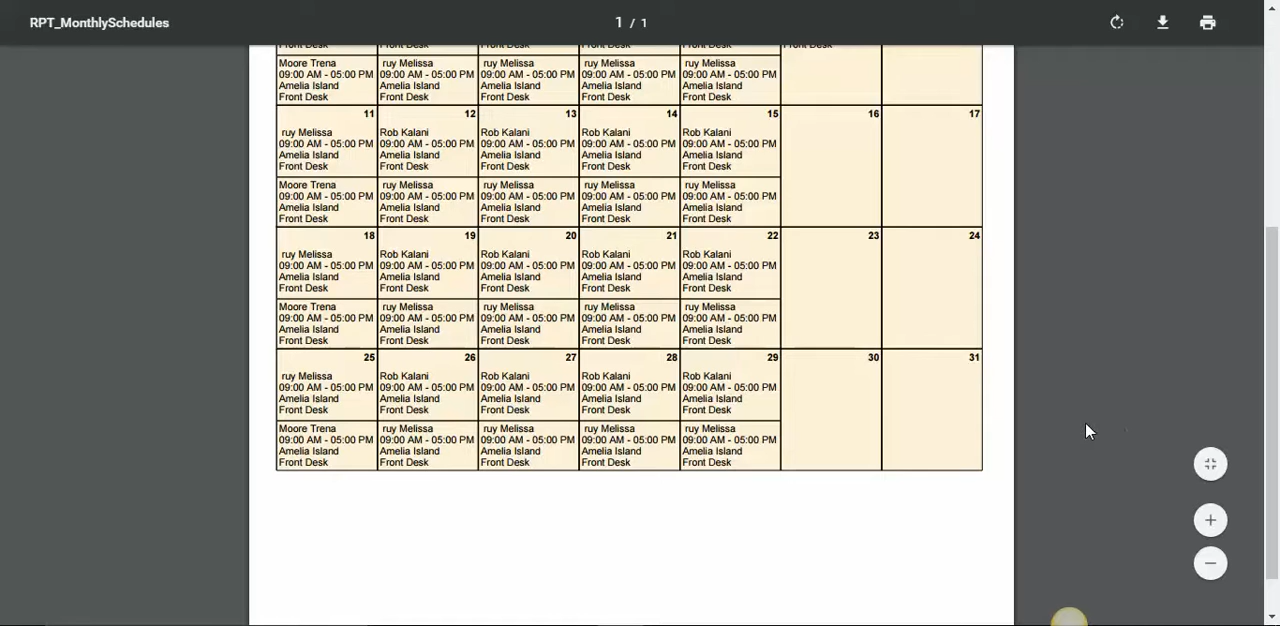 RPT_MonthlySchedules
1 / 1
Front Desk Front Desk Front Desk Front Desk Front Desk Front Desk
Moore Trena ruy Melissa ruy Melissa ruy Melissa ruy Melissa
09:00 AM - 05:00 PM 09:00 AM - 05:00 PM 09:00 AM - 05:00 PM 09:00 AM - 05:00 PM 09:00 AM - 05:00 PM
Amelia Island Amelia Island Amelia Island Amelia Island Amelia Island
Front Desk Front Desk Front Desk Front Desk Front Desk
11 12 13 14 15 16 17
ruy Melissa Rob Kalani Rob Kalani Rob Kalani Rob Kalani
09:00 AM - 05:00 PM 09:00 AM - 05:00 PM 09:00 AM - 05:00 PM 09:00 AM - 05:00 PM 09:00 AM - 05:00 PM
Amelia Island Amelia Island Amelia Island Amelia Island Amelia Island
Front Desk Front Desk Front Desk Front Desk Front Desk
Moore Trena ruy Melissa ruy Melissa ruy Melissa ruy Melissa
09:00 AM - 05:00 PM 09:00 AM - 05:00 PM 09:00 AM - 05:00 PM 09:00 AM - 05:00 PM 09:00 AM - 05:00 PM
Amelia Island Amelia Island Amelia Island Amelia Island Amelia Island
Front Desk Front Desk Front Desk Front Desk Front Desk
18 19 20 21 22 23 24
ruy Melissa Rob Kalani Rob Kalani Rob Kalani Rob Kalani
09:00 AM - 05:00 PM 09:00 AM - 05:00 PM 09:00 AM - 05:00 PM 09:00 AM - 05:00 PM 09:00 AM - 05:00 PM
Amelia Island Amelia Island Amelia Island Amelia Island Amelia Island
Front Desk Front Desk Front Desk Front Desk Front Desk
Moore Trena ruy Melissa ruy Melissa ruy Melissa ruy Melissa
09:00 AM - 05:00 PM 09:00 AM - 05:00 PM 09:00 AM - 05:00 PM 09:00 AM - 05:00 PM 09:00 AM - 05:00 PM
Amelia Island Amelia Island Amelia Island Amelia Island Amelia Island
Front Desk Front Desk Front Desk Front Desk Front Desk
25 26 27 28 29 30 31
ruy Melissa Rob Kalani Rob Kalani Rob Kalani Rob Kalani
09:00 AM - 05:00 PM 09:00 AM - 05:00 PM 09:00 AM - 05:00 PM 09:00 AM - 05:00 PM 09:00 AM - 05:00 PM
Amelia Island Amelia Island Amelia Island Amelia Island Amelia Island
Front Desk Front Desk Front Desk Front Desk Front Desk
Moore Trena ruy Melissa ruy Melissa ruy Melissa ruy Melissa
09:00 AM - 05:00 PM 09:00 AM - 05:00 PM 09:00 AM - 05:00 PM 09:00 AM - 05:00 PM 09:00 AM - 05:00 PM
Amelia Island Amelia Island Amelia Island Amelia Island Amelia Island
Front Desk Front Desk Front Desk Front Desk Front Desk